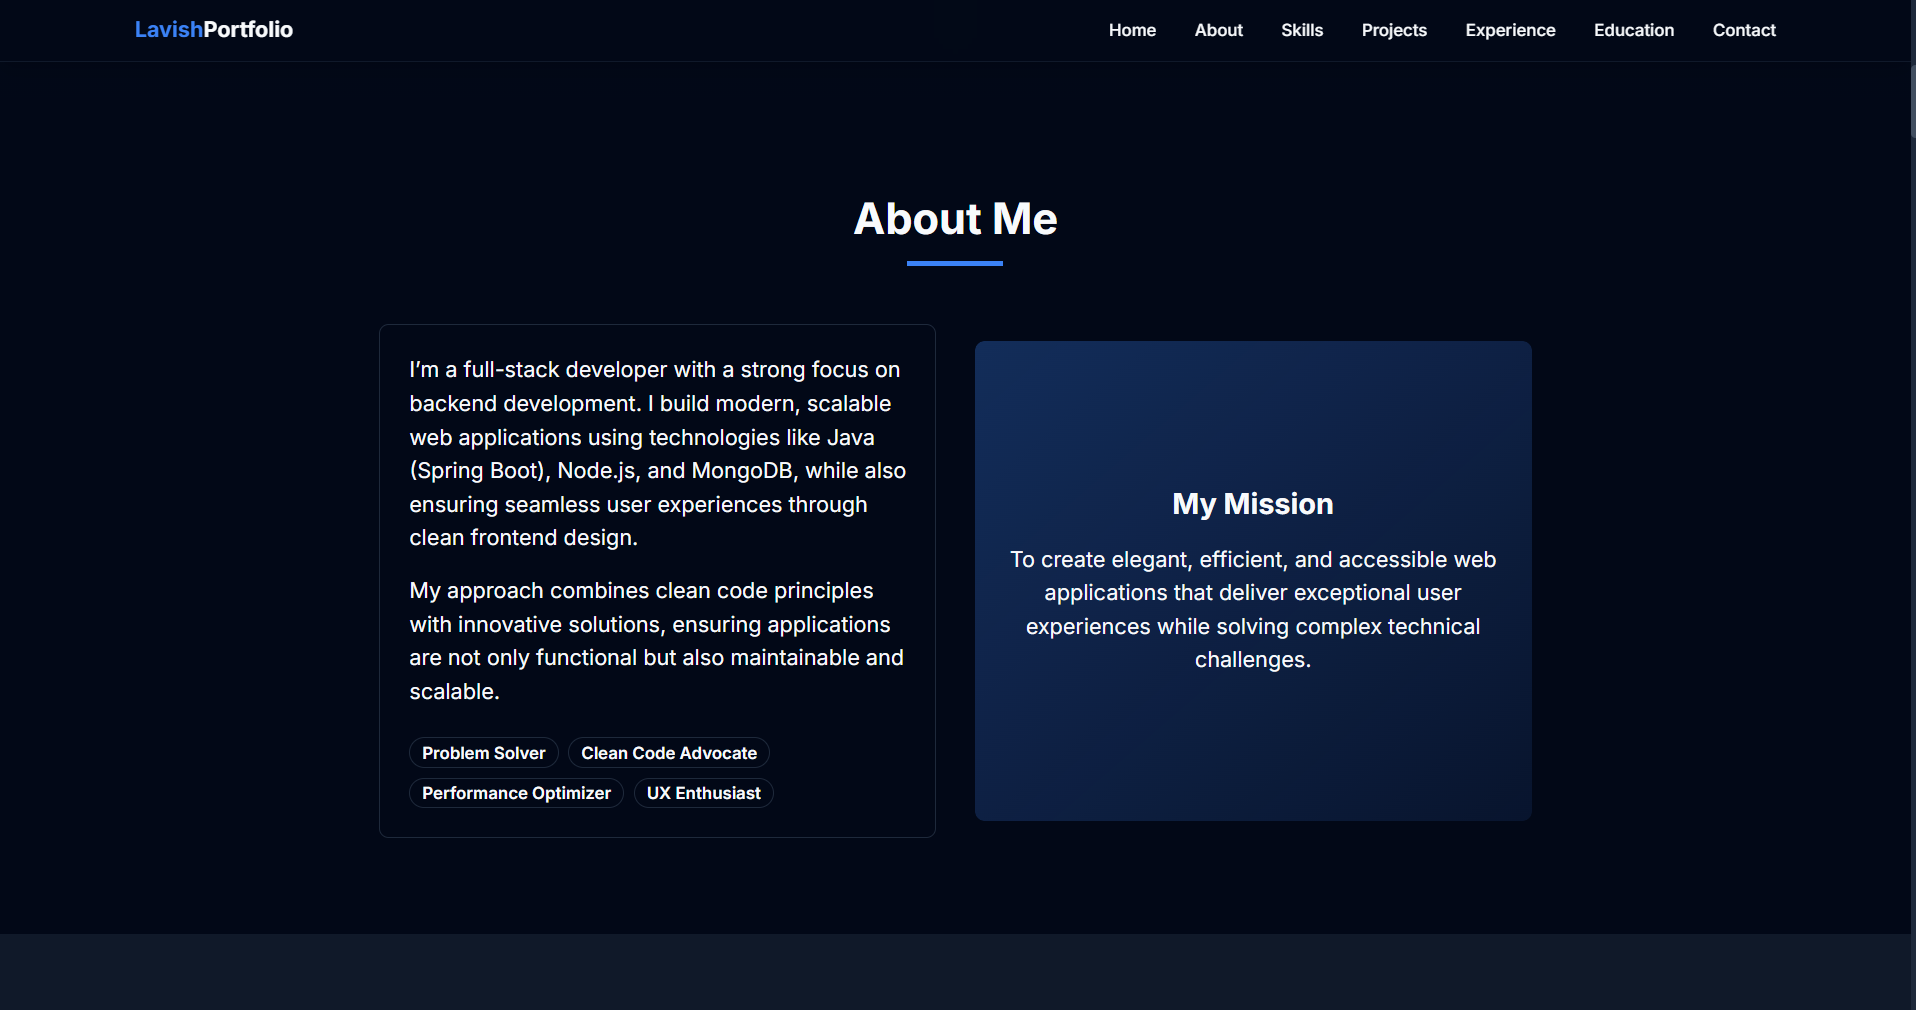 LavishPortfolio
Home About Skills Projects Experience Education Contact
About Me
I’m a full-stack developer with a strong focus on
backend development. I build modern, scalable
web applications using technologies like Java
(Spring Boot), Node.js, and MongoDB, while also
ensuring seamless user experiences through
clean frontend design.
My approach combines clean code principles
with innovative solutions, ensuring applications
are not only functional but also maintainable and
scalable.
Problem Solver Clean Code Advocate
Performance Optimizer UX Enthusiast
My Mission
To create elegant, efficient, and accessible web
applications that deliver exceptional user
experiences while solving complex technical
challenges.